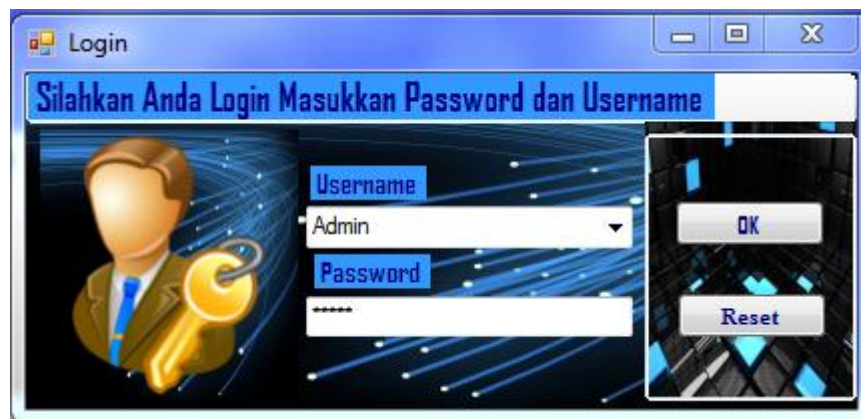 Login
Silahkan Anda Login Masukkan Password dan Username
Username
Admin
Password
*****
OK
Reset